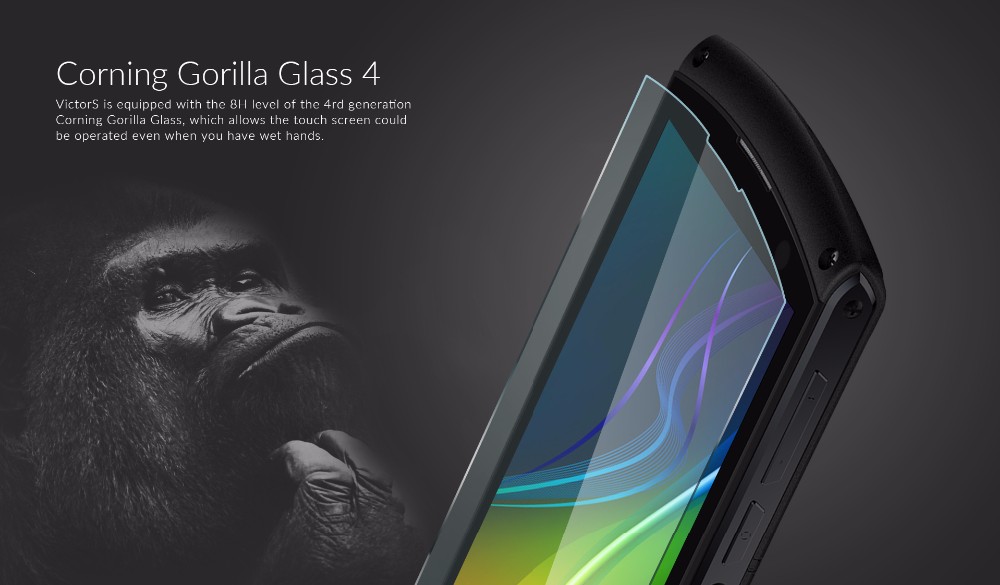 Corning Gorilla Glass 4
VictorS is equipped with the 8H level of the 4rd generation
Corning Gorilla Glass, which allows the touch screen could
be operated even when you have wet hands.